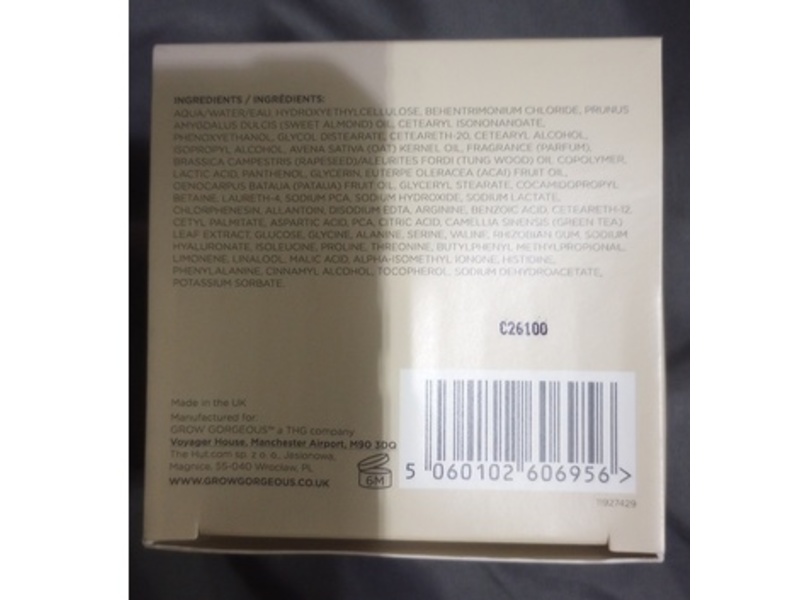 INGREDIENTS / INGRÉDIENTS:
AQUA/WATER/EAU, HYDROXYETHYLCELLULOSE, BEHENTRIMONIUM CHLORIDE, PRUNUS
AMYGDALUS DULCIS (SWEET ALMOND) OIL, CETEARYL ISONONANOATE,
PHENOXYETHANOL, GLYCOL DISTEARATE, CETEARETH-20, CETEARYL ALCOHOL,
ISOPROPYL ALCOHOL, AVENA SATIVA (OAT) KERNEL OIL, FRAGRANCE (PARFUM),
BRASSICA CAMPESTRIS (RAPESEED)/ALEURITES FORDI (TUNG WOOD) OIL COPOLYMER,
LACTIC ACID, PANTHENOL, GLYCERIN, EUTERPE OLERACEA (ACAI) FRUIT OIL,
OENOCARPUS BATAUA (PATAUA) FRUIT OIL, GLYCERYL STEARATE, COCAMIDOPROPYL
BETAINE, LAURETH-4, SODIUM PCA, SODIUM HYDROXIDE, SODIUM LACTATE,
CHLORPHENESIN, ALLANTOIN, DISODIUM EDTA, ARGININE, BENZOIC ACID, CETEARETH-12,
CETYL PALMITATE, ASPARTIC ACID, PCA, CITRIC ACID, CAMELLIA SINENSIS (GREEN TEA)
LEAF EXTRACT, GLUCOSE, GLYCINE, ALANINE, SERINE, VALINE, RHIZOBIAN GUM, SODIUM
HYALURONATE, ISOLEUCINE, PROLINE, THREONINE, BUTYLPHENYL METHYLPROPIONAL,
LIMONENE, LINALOOL, MALIC ACID, ALPHA-ISOMETHYL IONONE, HISTIDINE,
PHENYLALANINE, CINNAMYL ALCOHOL, TOCOPHEROL, SODIUM DEHYDROACETATE,
POTASSIUM SORBATE.
C26100
Made in the UK
Manufactured for:
GROW GORGEOUS™ a THG company
Voyager House, Manchester Airport, M90 3DQ
The Hut.com sp. z o. o., Jasionowa,
Magnice, 55-040 Wroclaw, PL
WWW.GROWGORGEOUS.CO.UK
6M
5 060102 606956 >
11927429